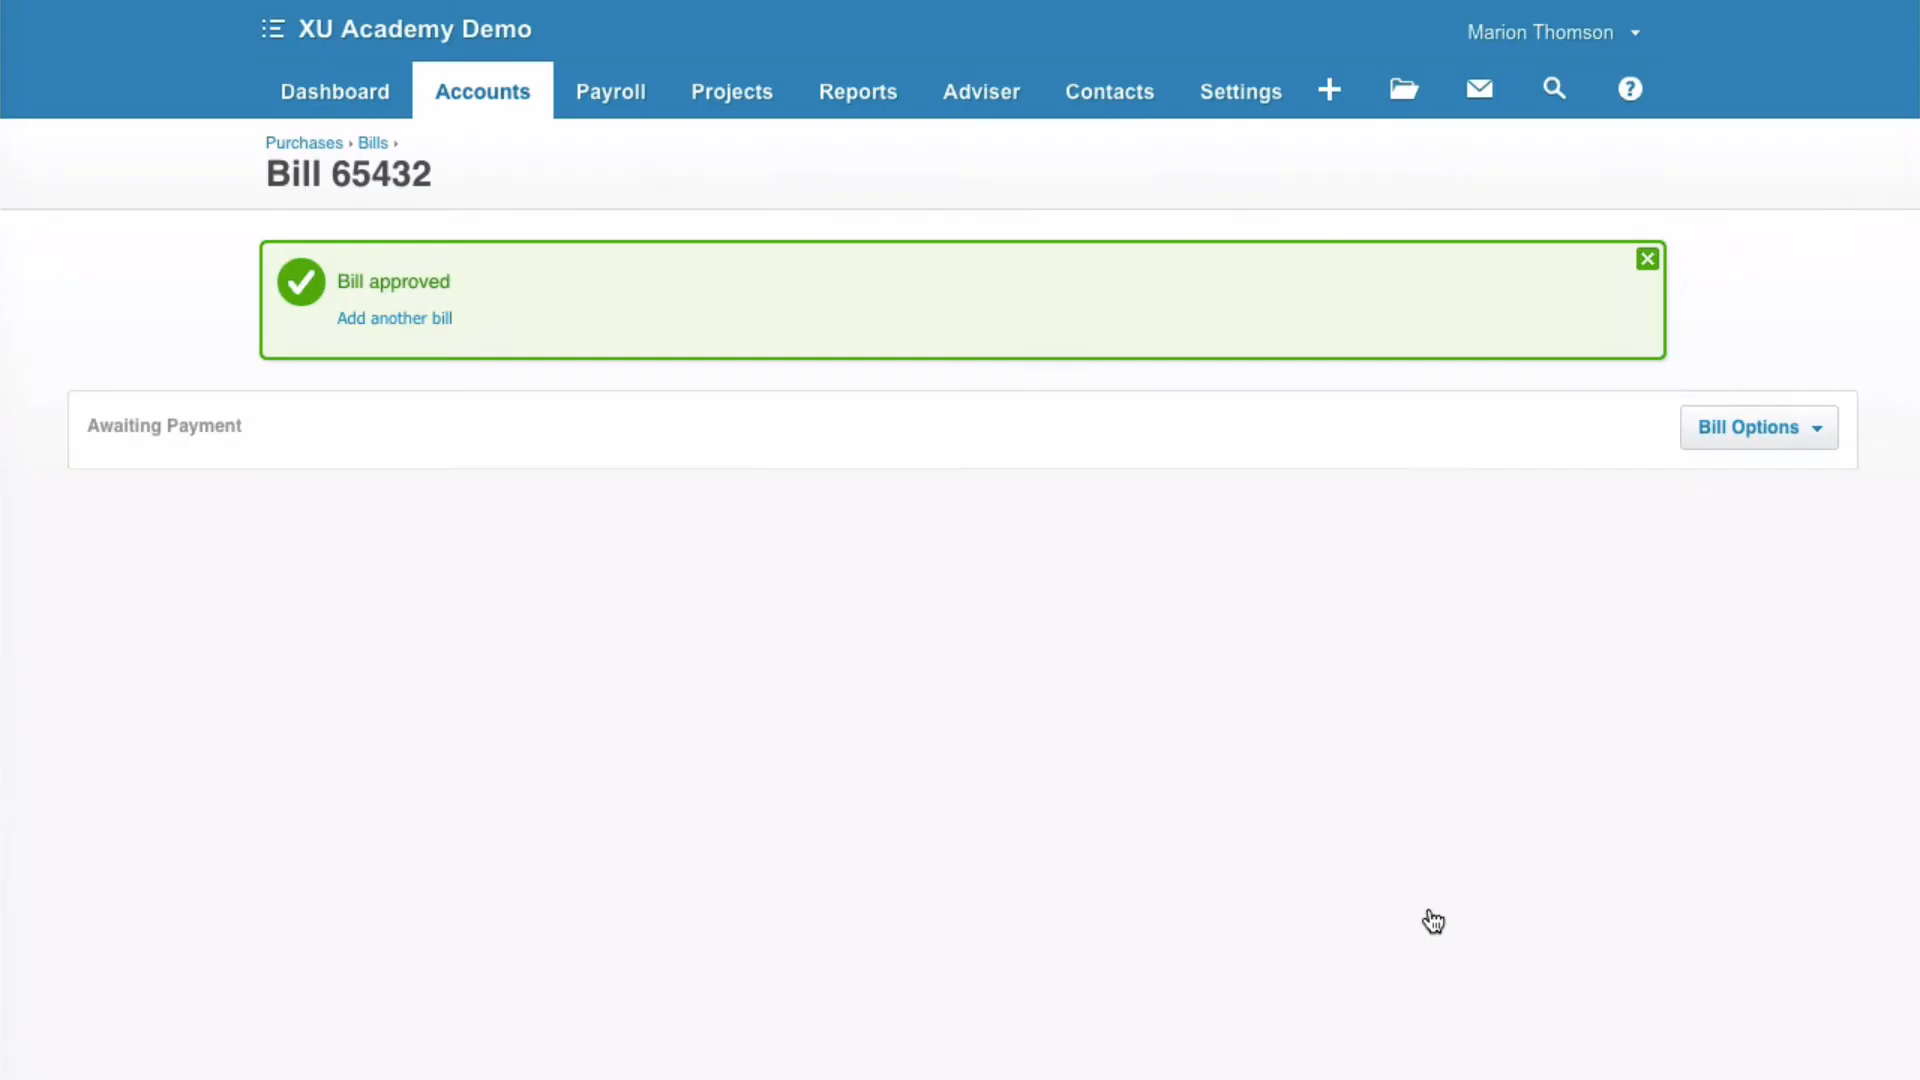 XU Academy Demo
Marion Thomson
Dashboard Accounts Payroll Projects Reports Adviser Contacts Settings
Purchases › Bills ›
Bill 65432
Bill approved
Add another bill
Awaiting Payment
Bill Options